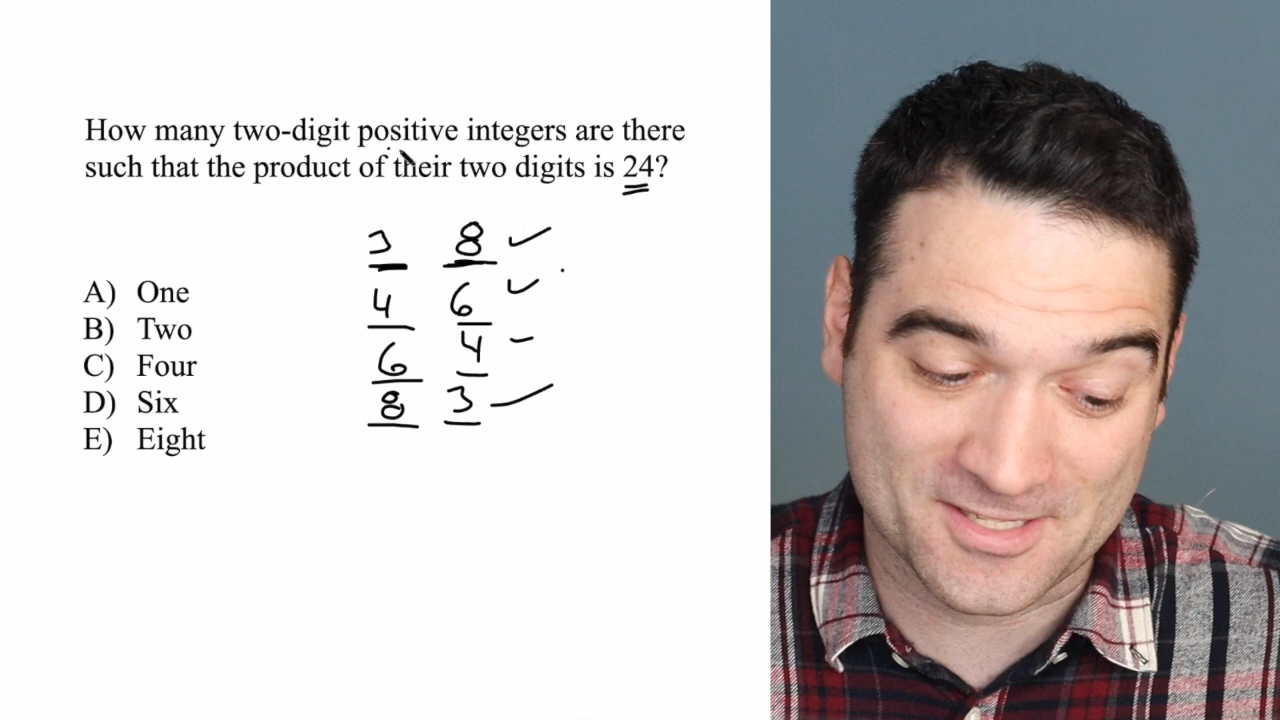 How many two-digit positive integers are there
such that the product of their two digits is 24?
3 8
4 6
6 4
8 3
A) One
B) Two
C) Four
D) Six
E) Eight